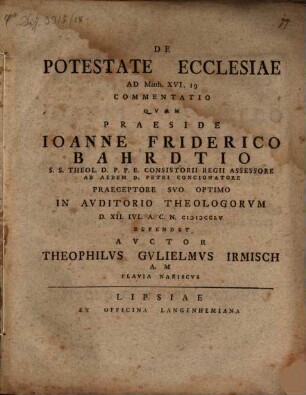 DE
POTESTATE ECCLESIAE
AD Matth. XVI, 19
COMMENTATIO
QVAM
PRAESIDE
IOANNE FRIDERICO
BAHRDTIO
S. S. THEOL. D. P. P. E. CONSISTORII REGII ASSESSORE
AD AEDEM D. PETRI CONCIONATORE
PRAECEPTORE SVO OPTIMO
IN AVDITORIO THEOLOGORVM
D. XII. IVL. A. C. N. CIƆIƆCCLV
DEFENDET
AVCTOR
THEOPHILVS GVLIELMVS IRMISCH
A. M
PLAVIA NARISCVS
LIPSIAE
EX OFFICINA LANGENHEMIANA